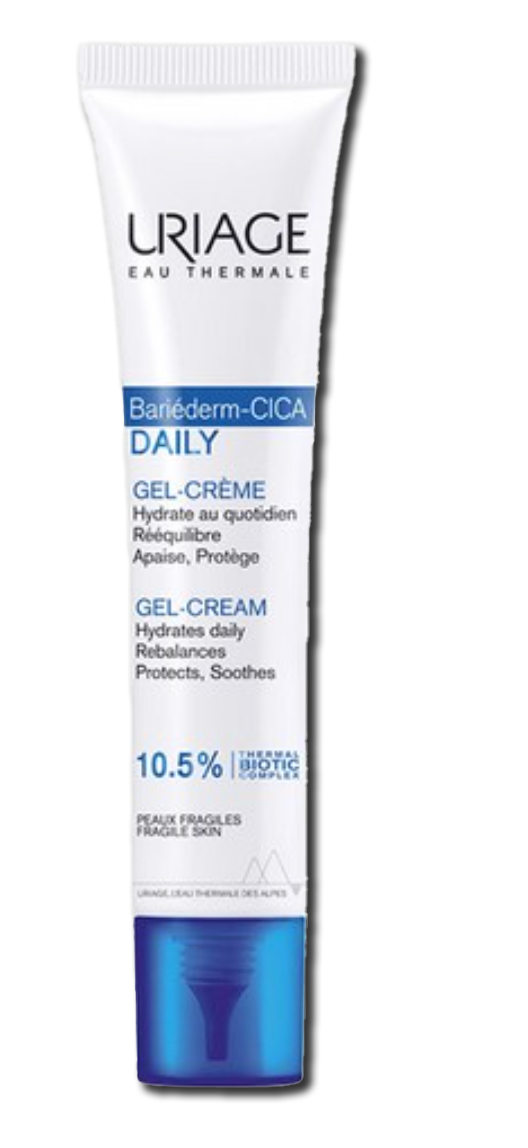 URIAGE
EAU THERMALE
Bariéderm-CICA
DAILY
GEL-CRÈME
Hydrate au quotidien
Rééquilibre
Apaise, Protège
GEL-CREAM
Hydrates daily
Rebalances
Protects, Soothes
10.5% THERMAL
BIOTIC
COMPLEX
PEAUX FRAGILES
FRAGILE SKIN
URIAGE, L'EAU THERMALE DES ALPES